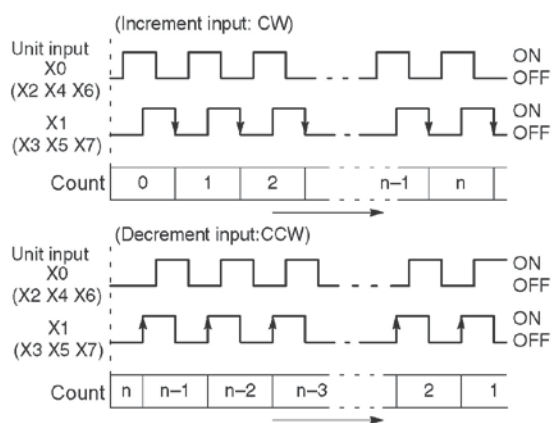 (Increment input: CW)
Unit input
X0
(X2 X4 X6)
ON
OFF
X1
(X3 X5 X7)
ON
OFF
Count 0 1 2 n–1 n
(Decrement input:CCW)
Unit input
X0
(X2 X4 X6)
ON
OFF
X1
(X3 X5 X7)
ON
OFF
Count n n–1 n–2 n–3 2 1